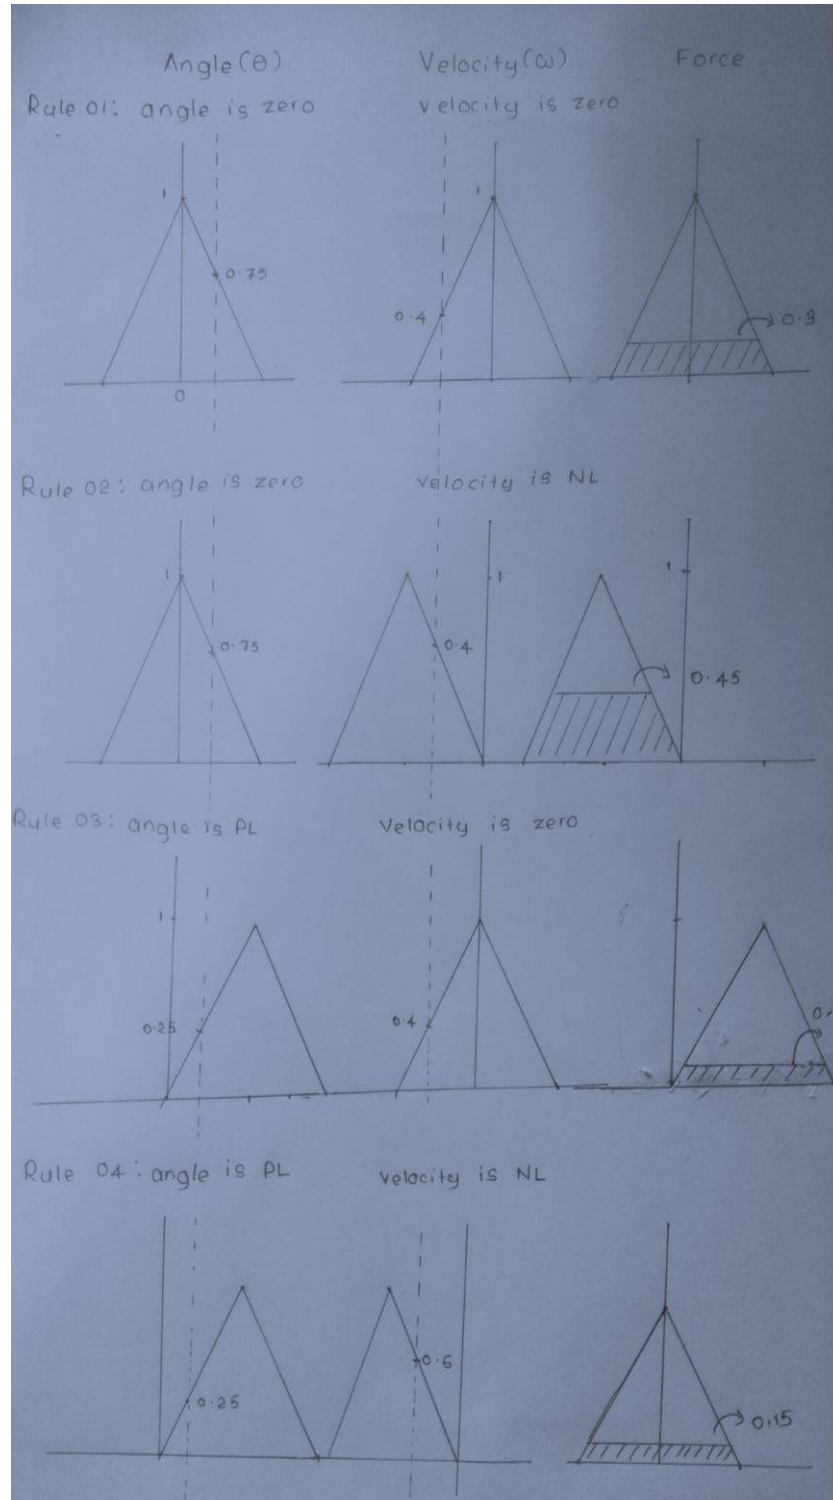 Angle(θ) Velocity(ω) Force
Rule 01: angle is zero velocity is zero
1 1
0.75
0.4 0.3
0
Rule 02: angle is zero velocity is NL
1 1 1
0.75 0.4
0.45
Rule 03: angle is PL Velocity is zero
1
0.25 0.4
Rule 04: angle is PL velocity is NL
0.6
0.25 0.15